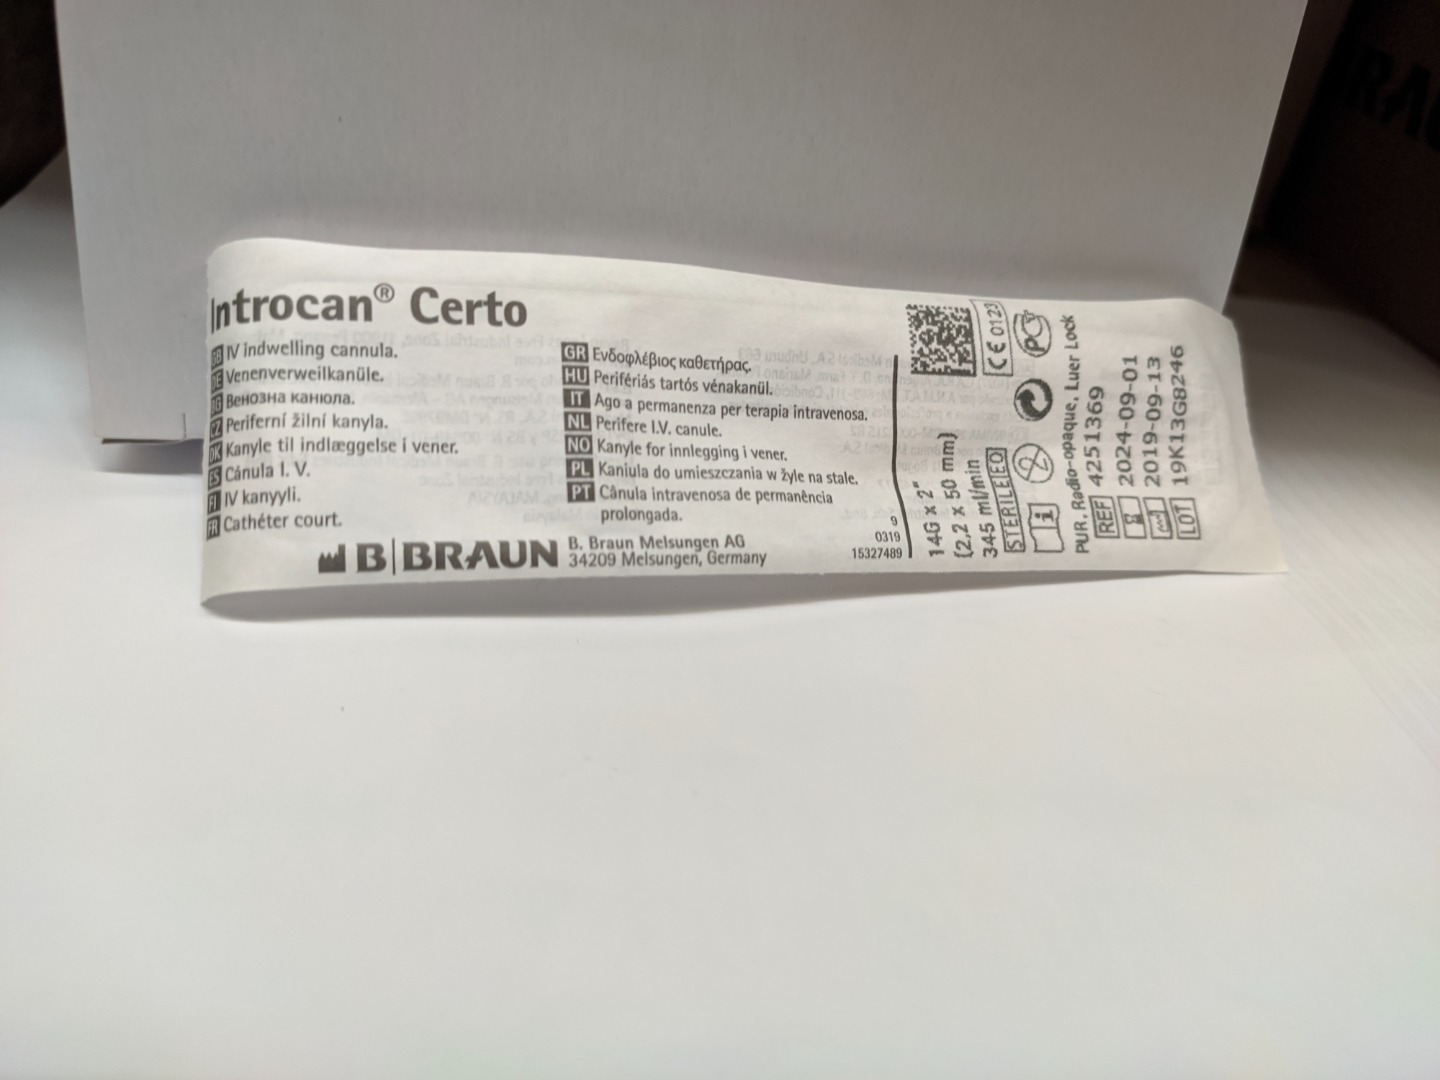 Introcan® Certo
GB IV indwelling cannula.
DE Venenverweilkanüle.
BG Венозна канюла.
CZ Periferní žilní kanyla.
DK Kanyle til indlæggelse i vener.
ES Cánula I. V.
FI IV kanyyli.
FR Cathéter court.
GR Ενδοφλέβιος καθετήρας.
HU Perifériás tartós vénakanül.
IT Ago a permanenza per terapia intravenosa.
NL Perifere I.V. canule.
NO Kanyle for innlegging i vener.
PL Kaniula do umieszczania w żyle na stałe.
PT Cânula intravenosa de permanência
prolongada.
B|BRAUN
B. Braun Melsungen AG
34209 Melsungen, Germany
9
0319
15327489
14G x 2"
(2,2 x 50 mm)
345 ml/min
STERILE EO
CE 0123
PUR, Radio-opaque, Luer Lock
REF 4251369
2024-09-01
2019-09-13
LOT 19K13G8246